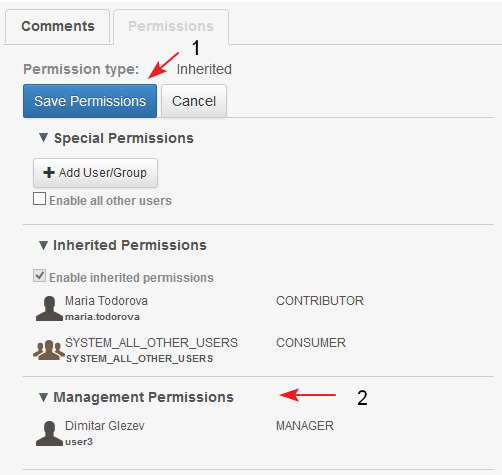 Comments Permissions
1
Permission type: Inherited
Save Permissions Cancel
▼ Special Permissions
+ Add User/Group
Enable all other users
▼ Inherited Permissions
Enable inherited permissions
Maria Todorova CONTRIBUTOR
maria.todorova
SYSTEM_ALL_OTHER_USERS CONSUMER
SYSTEM_ALL_OTHER_USERS
▼ Management Permissions 2
Dimitar Glezev MANAGER
user3